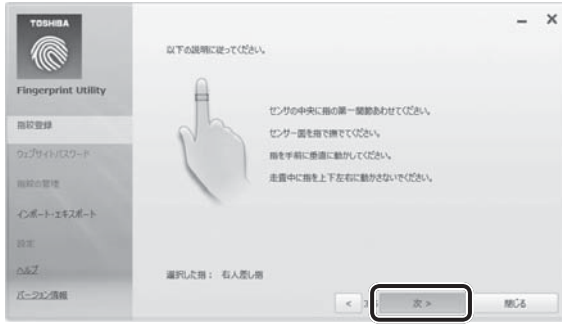 TOSHIBA
Fingerprint Utility
指紋登録
ウェブサイトパスワード
指紋の管理
インポート・エキスポート
設定
ヘルプ
バージョン情報
以下の説明に従ってください。
センサの中央に指の第一関節あわせてください。
センサー面を指で撫でてください。
指を手前に垂直に動かしてください。
走査中に指を上下左右に動かさないでください。
選択した指： 右人差し指
<
次 >
閉じる